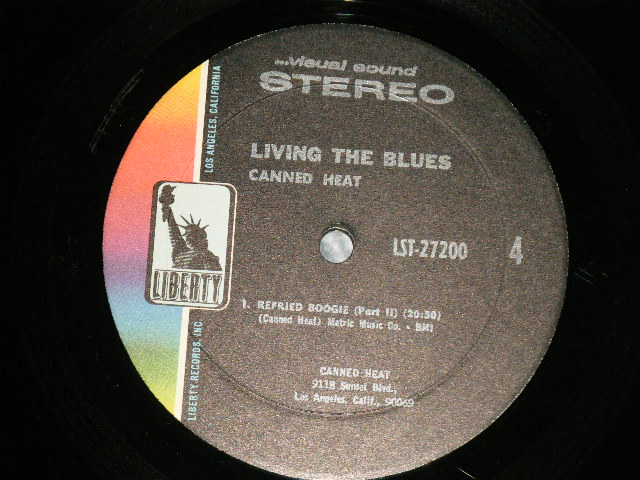 ...visual sound
STEREO
LOS ANGELES, CALIFORNIA
LIVING THE BLUES
CANNED HEAT
LST-27200
4
LIBERTY
1. REFRIED BOOGIE (Part II) (20:50)
(Canned Heat) Metric Music Co. - BMI
LIBERTY RECORDS, INC.
CANNED HEAT
9118 Sunset Blvd.,
Los Angeles, Calif., 90069